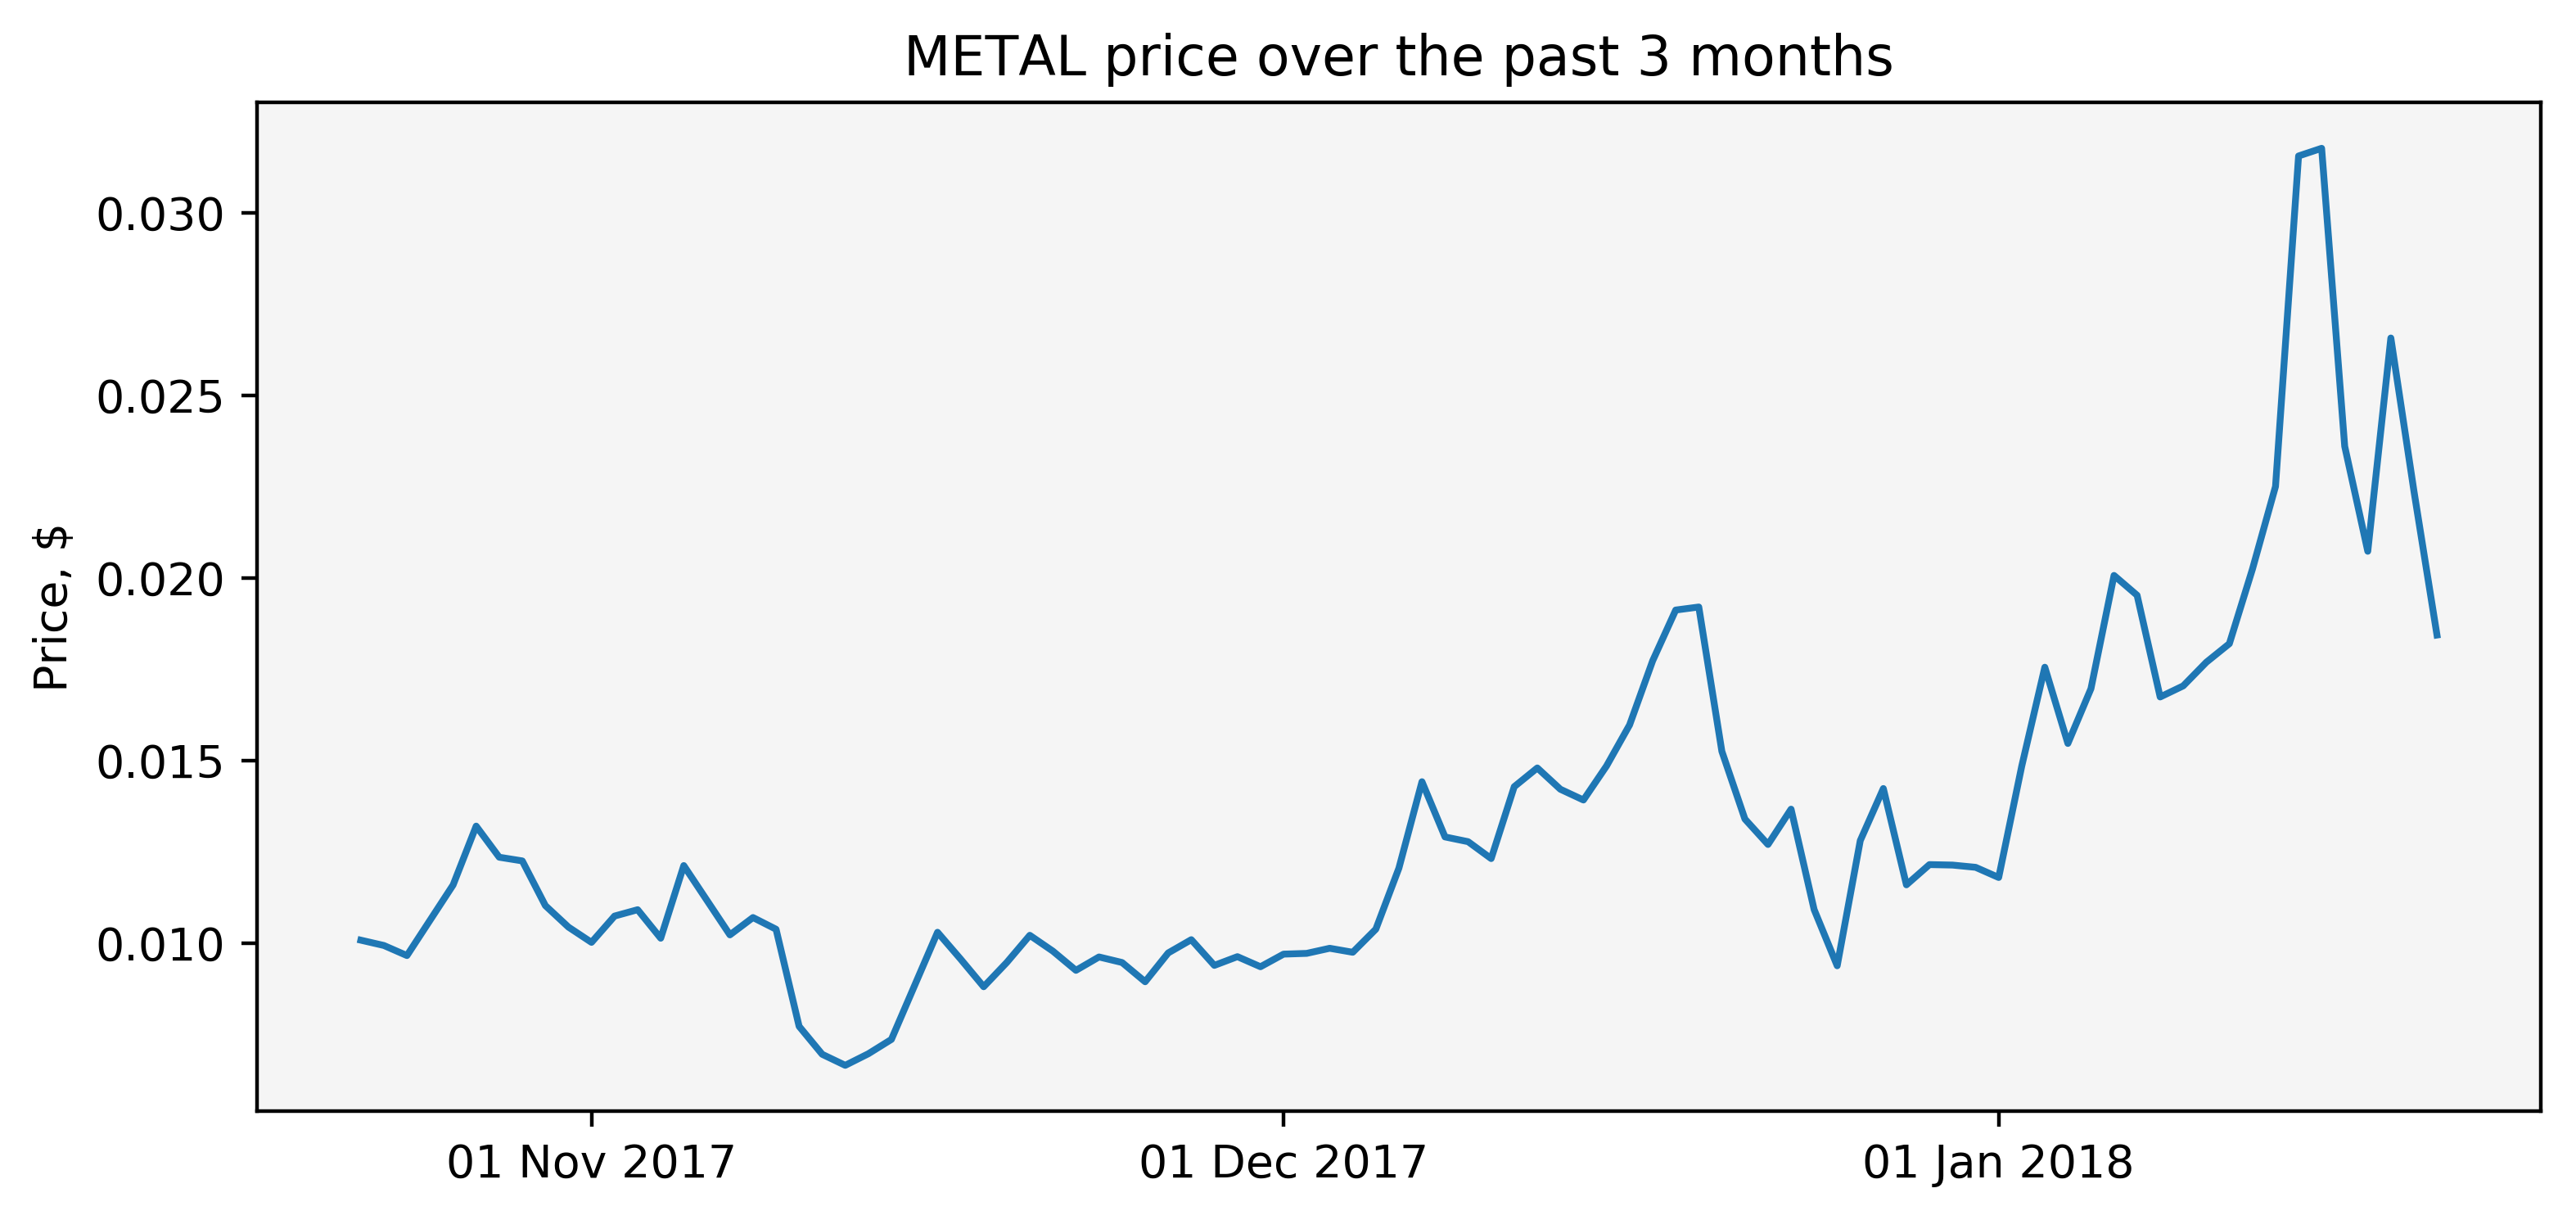 METAL price over the past 3 months
Price, $
0.030
0.025
0.020
0.015
0.010
01 Nov 2017
01 Dec 2017
01 Jan 2018